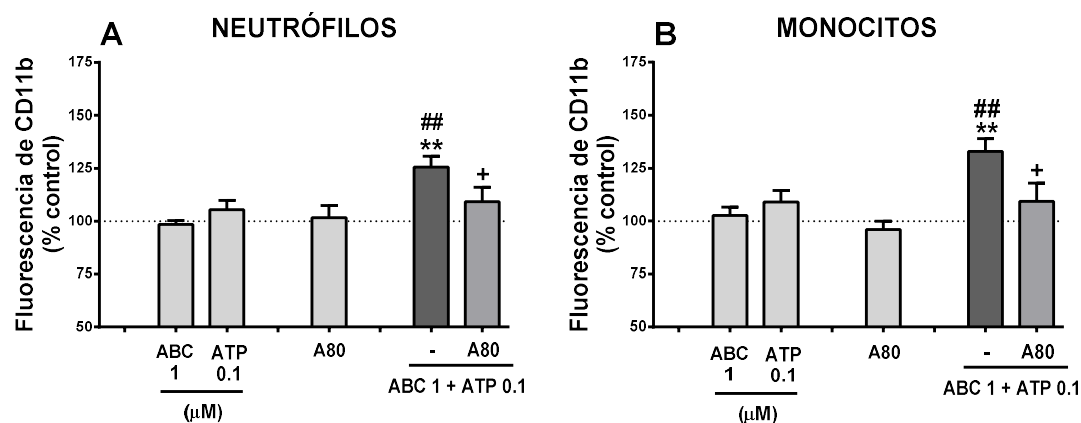 A NEUTRÓFILOS
Fluorescencia de CD11b
(% control)
175
150
125
100
75
50
##
**
+
ABC ATP A80 - A80
1 0.1
ABC 1 + ATP 0.1
(µM)
B MONOCITOS
Fluorescencia de CD11b
(% control)
175
150
125
100
75
50
##
**
+
ABC ATP A80 - A80
1 0.1
ABC 1 + ATP 0.1
(µM)